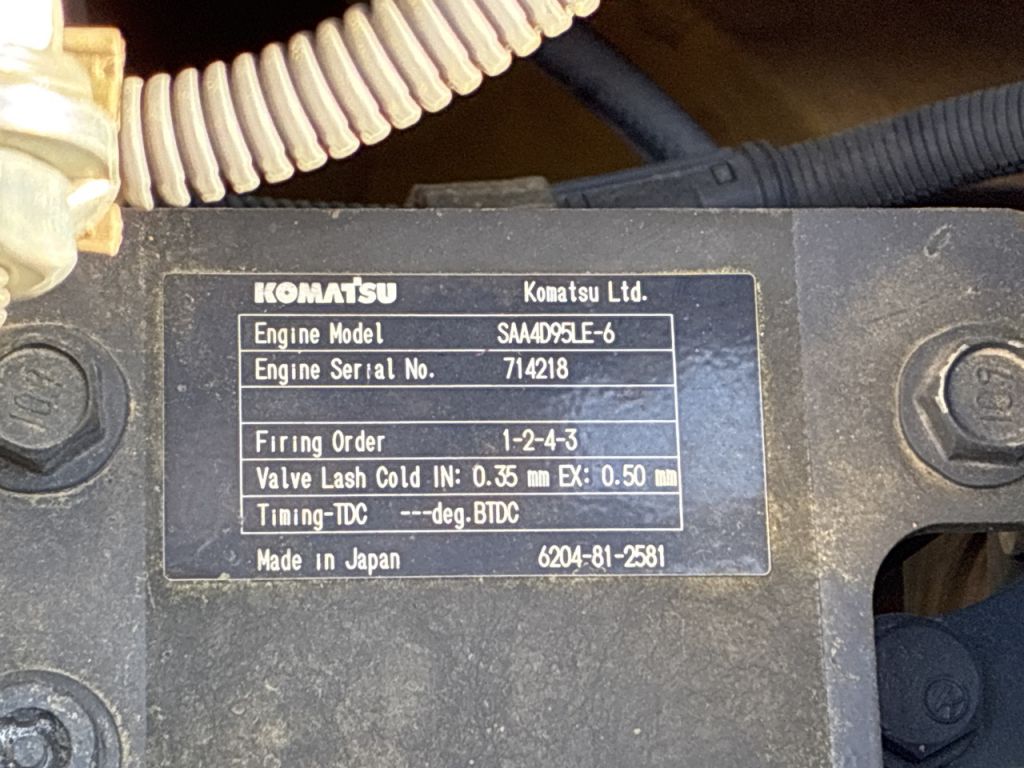 KOMATSU Komatsu Ltd.
Engine Model SAA4D95LE-6
Engine Serial No. 714218
Firing Order 1-2-4-3
Valve Lash Cold IN: 0.35 mm EX: 0.50 mm
Timing-TDC ---deg.BTDC
Made in Japan 6204-81-2581